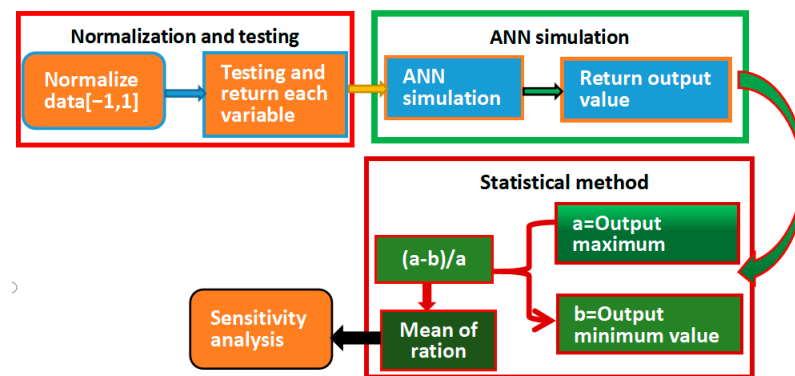 Normalization and testing
Normalize
data[−1,1]
Testing and
return each
variable
ANN simulation
ANN
simulation
Return output
value
Statistical method
a=Output
maximum
(a-b)/a
b=Output
minimum value
Mean of
ration
Sensitivity
analysis